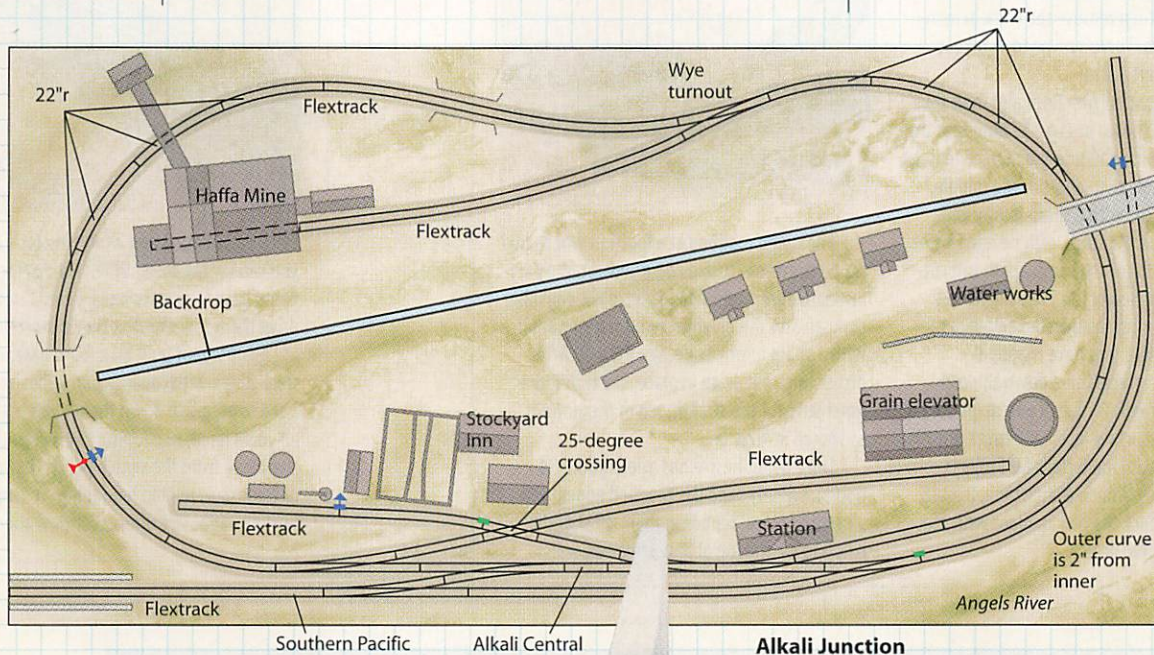 22"r
22"r
Wye
turnout
Flextrack
Haffa Mine
Flextrack
Backdrop
Water works
Grain elevator
Stockyard
Inn
25-degree
crossing
Flextrack
Flextrack
Station
Outer curve
is 2" from
inner
Flextrack
Angels River
Southern Pacific
Alkali Central
Alkali Junction